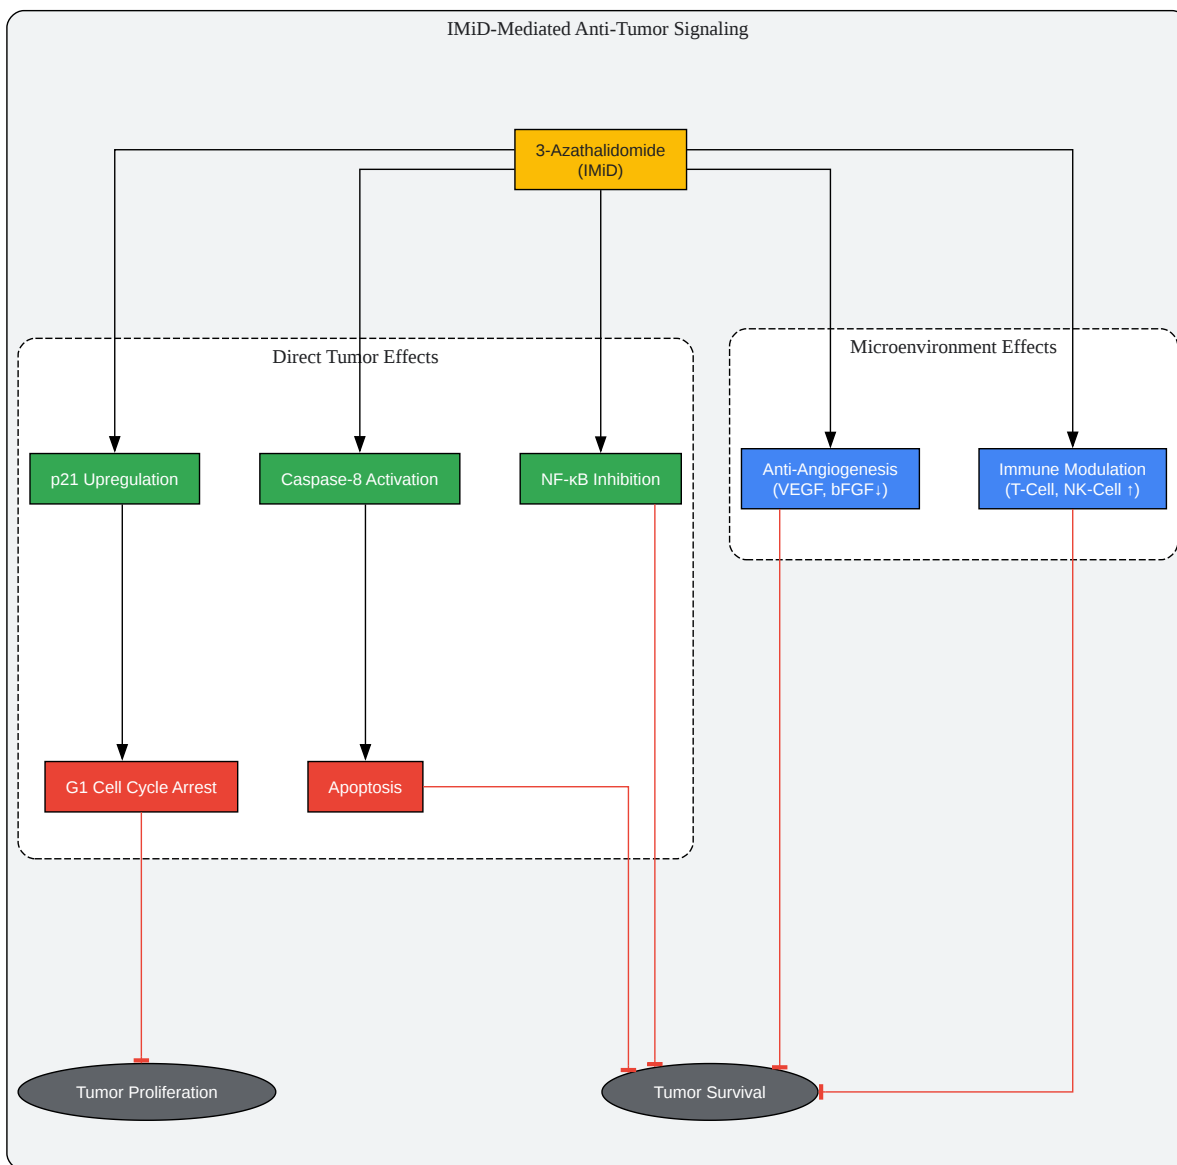 IMiD-Mediated Anti-Tumor Signaling
3-Azathalidomide
(IMiD)
Direct Tumor Effects
Microenvironment Effects
p21 Upregulation
Caspase-8 Activation
NF-κB Inhibition
Anti-Angiogenesis
(VEGF, bFGF↓)
Immune Modulation
(T-Cell, NK-Cell ↑)
G1 Cell Cycle Arrest
Apoptosis
Tumor Proliferation
Tumor Survival